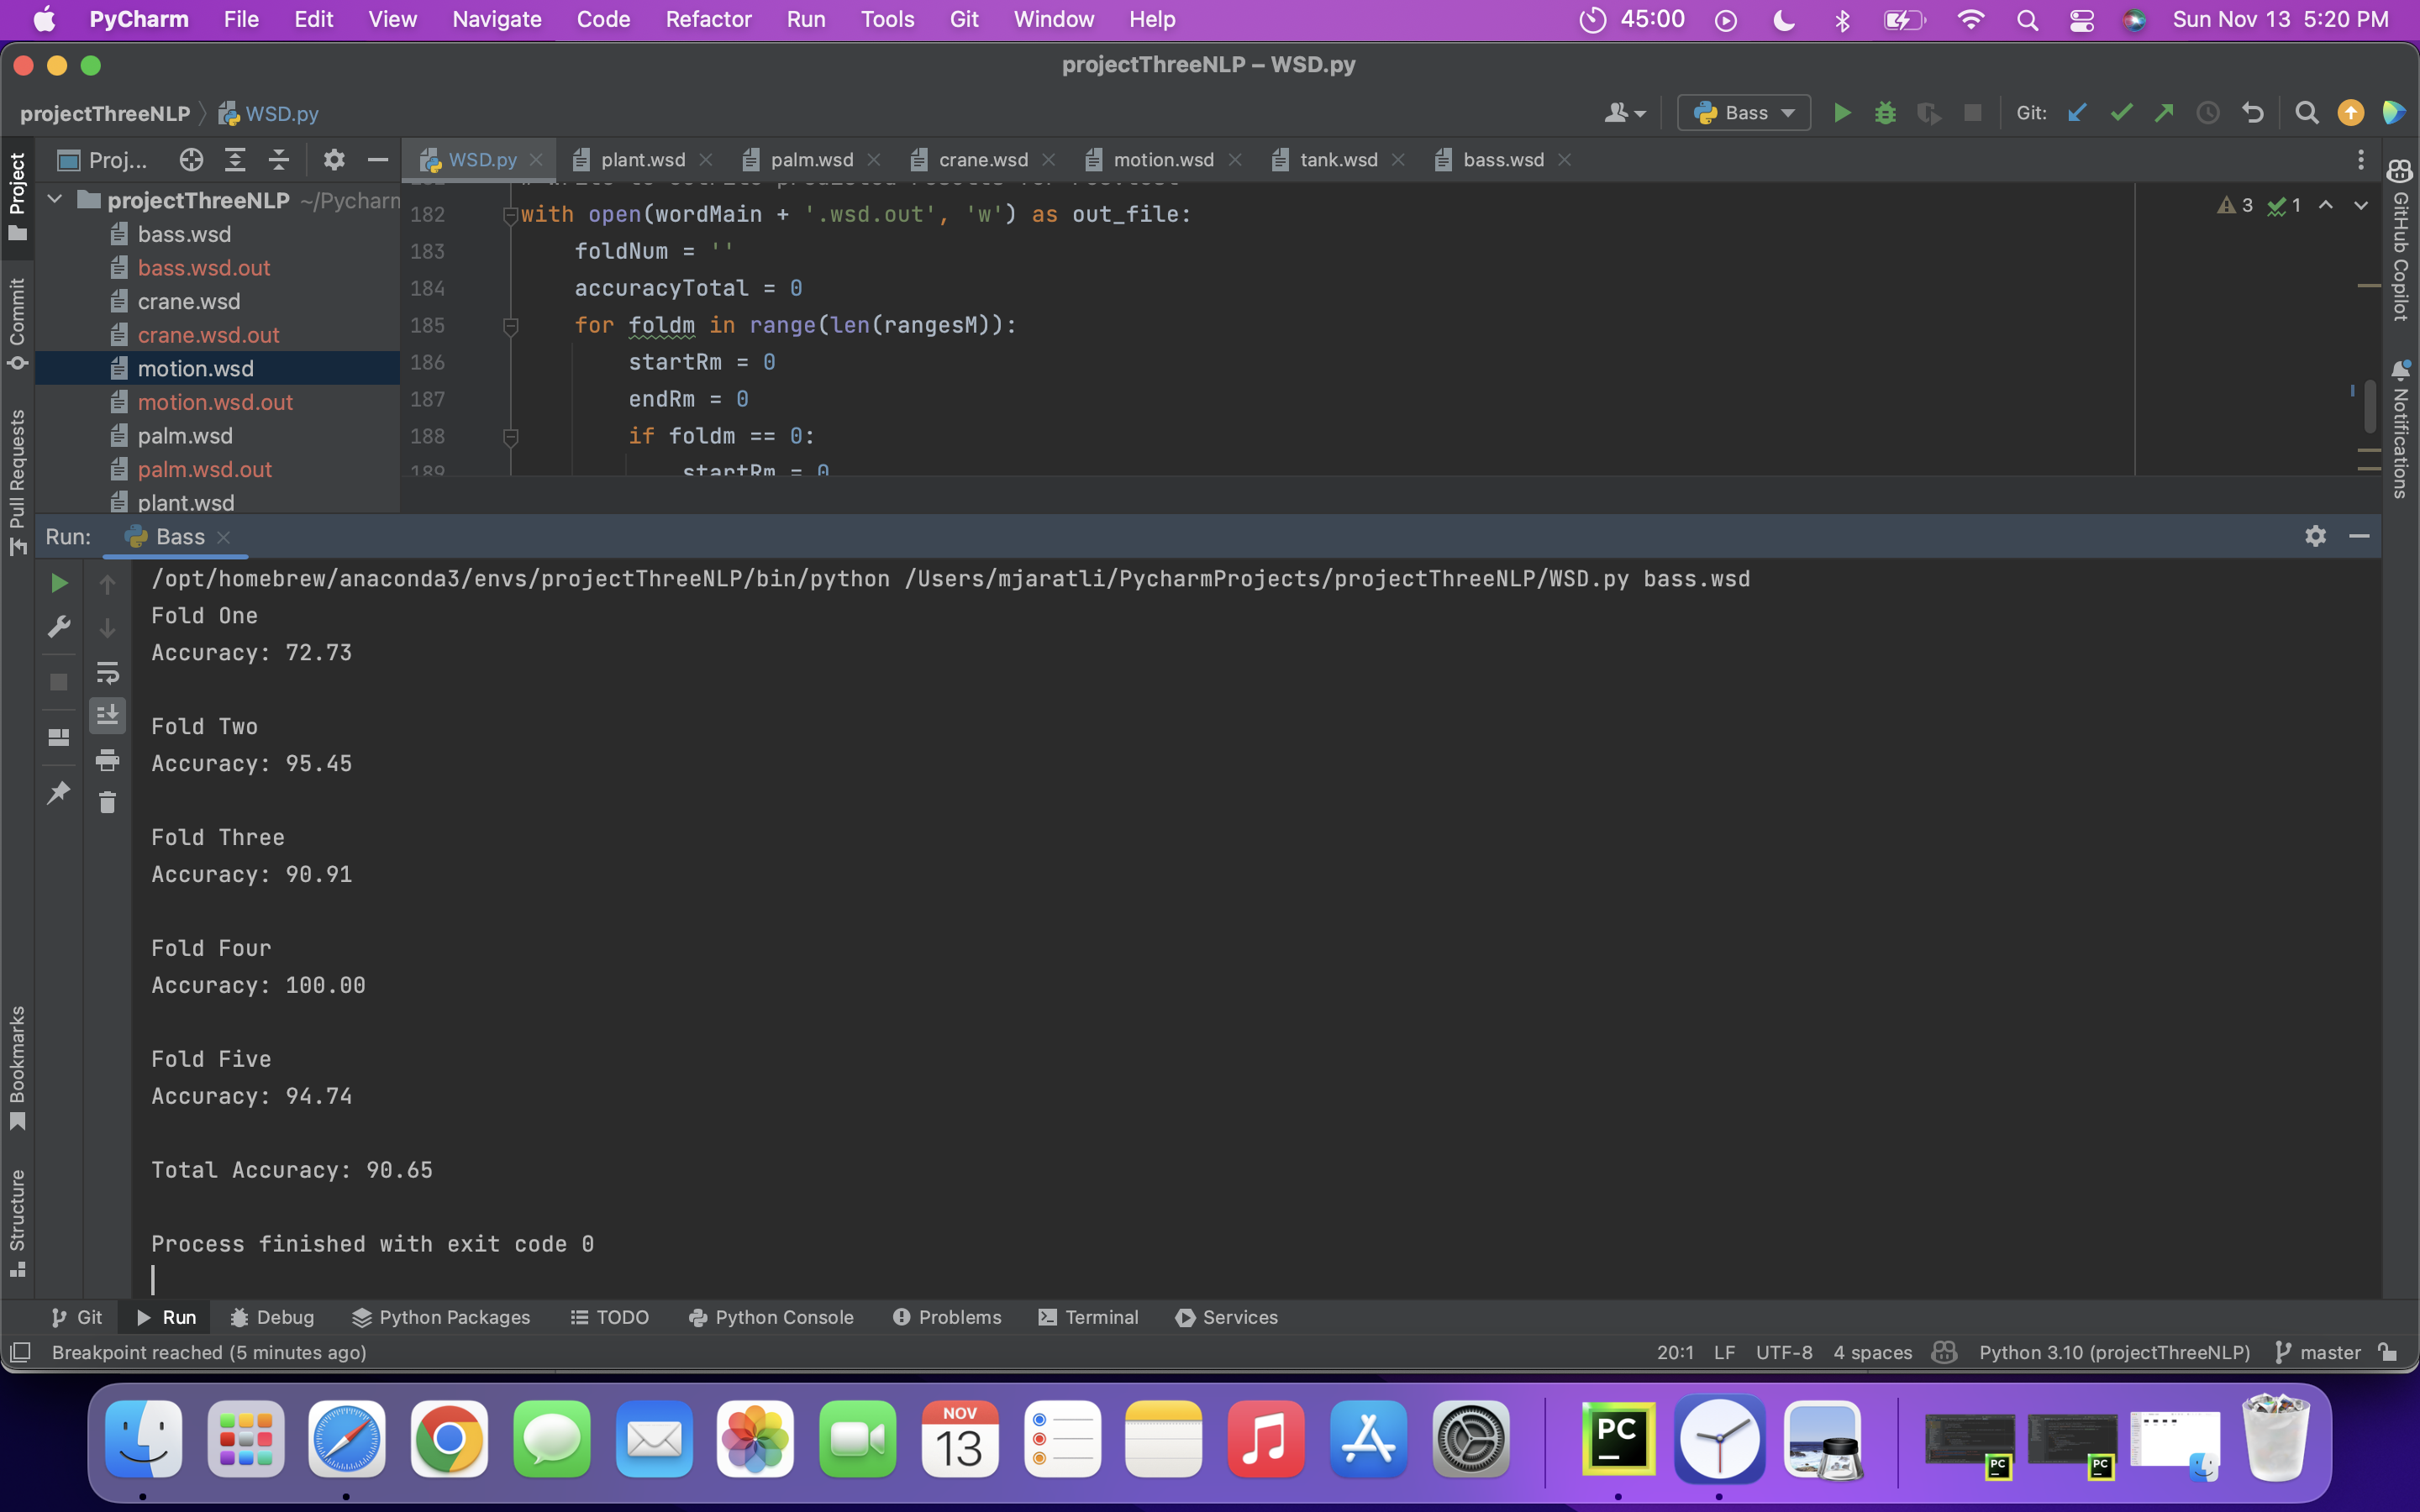 PyCharm File Edit View Navigate Code Refactor Run Tools Git Window Help 45:00 Sun Nov 13 5:20 PM
projectThreeNLP – WSD.py
projectThreeNLP WSD.py Bass Git:
Project Proj... WSD.py plant.wsd palm.wsd crane.wsd motion.wsd tank.wsd bass.wsd
projectThreeNLP ~/Pycharm
bass.wsd
bass.wsd.out
crane.wsd
crane.wsd.out
motion.wsd
motion.wsd.out
palm.wsd
palm.wsd.out
plant.wsd
182 with open(wordMain + '.wsd.out', 'w') as out_file:
183 foldNum = ''
184 accuracyTotal = 0
185 for foldm in range(len(rangesM)):
186 startRm = 0
187 endRm = 0
188 if foldm == 0:
189 startRm = 0
3 1
Commit
Pull Requests
GitHub Copilot
Notifications
Run: Bass
/opt/homebrew/anaconda3/envs/projectThreeNLP/bin/python /Users/mjaratli/PycharmProjects/projectThreeNLP/WSD.py bass.wsd
Fold One
Accuracy: 72.73
Fold Two
Accuracy: 95.45
Fold Three
Accuracy: 90.91
Fold Four
Accuracy: 100.00
Fold Five
Accuracy: 94.74
Total Accuracy: 90.65
Process finished with exit code 0
Bookmarks
Structure
Git Run Debug Python Packages TODO Python Console Problems Terminal Services
Breakpoint reached (5 minutes ago) 20:1 LF UTF-8 4 spaces Python 3.10 (projectThreeNLP) master
NOV
13
PC
PC
PC